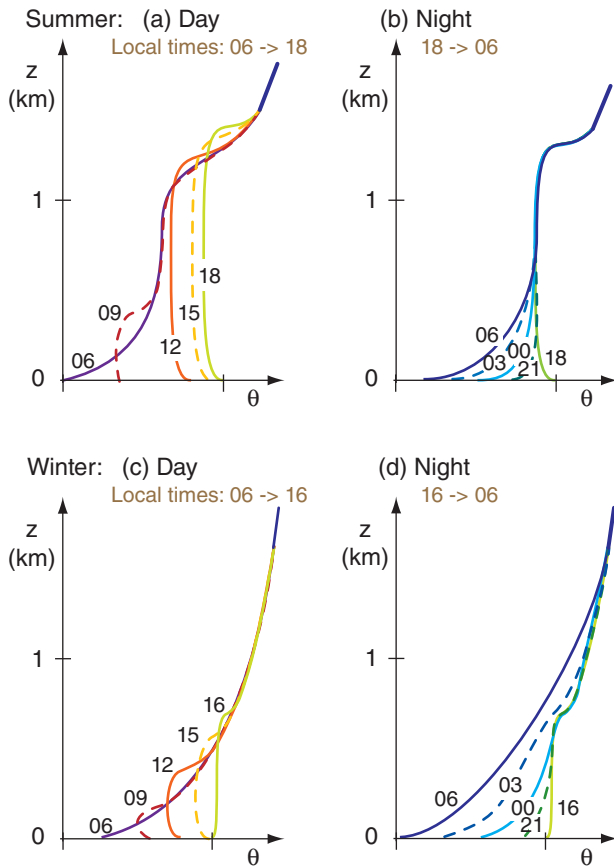 Summer: (a) Day
Local times: 06 -> 18
z
(km)
1
0
09
06
18
15
12
θ
(b) Night
18 -> 06
1
0
06
03
00
21
18
θ
Winter: (c) Day
Local times: 06 -> 16
z
(km)
1
0
16
15
12
09
06
θ
(d) Night
16 -> 06
z
(km)
1
0
03
06
00
21
16
θ